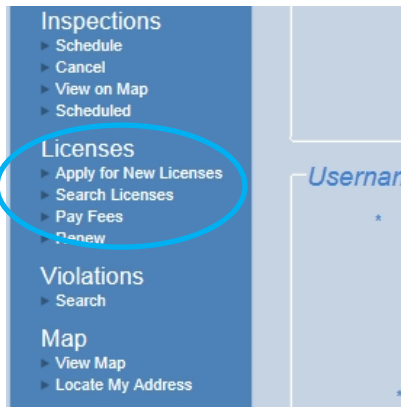 Inspections
Schedule
Cancel
View on Map
Scheduled
Licenses
Apply for New Licenses
Search Licenses
Pay Fees
Renew
Violations
Search
Map
View Map
Locate My Address
*
*